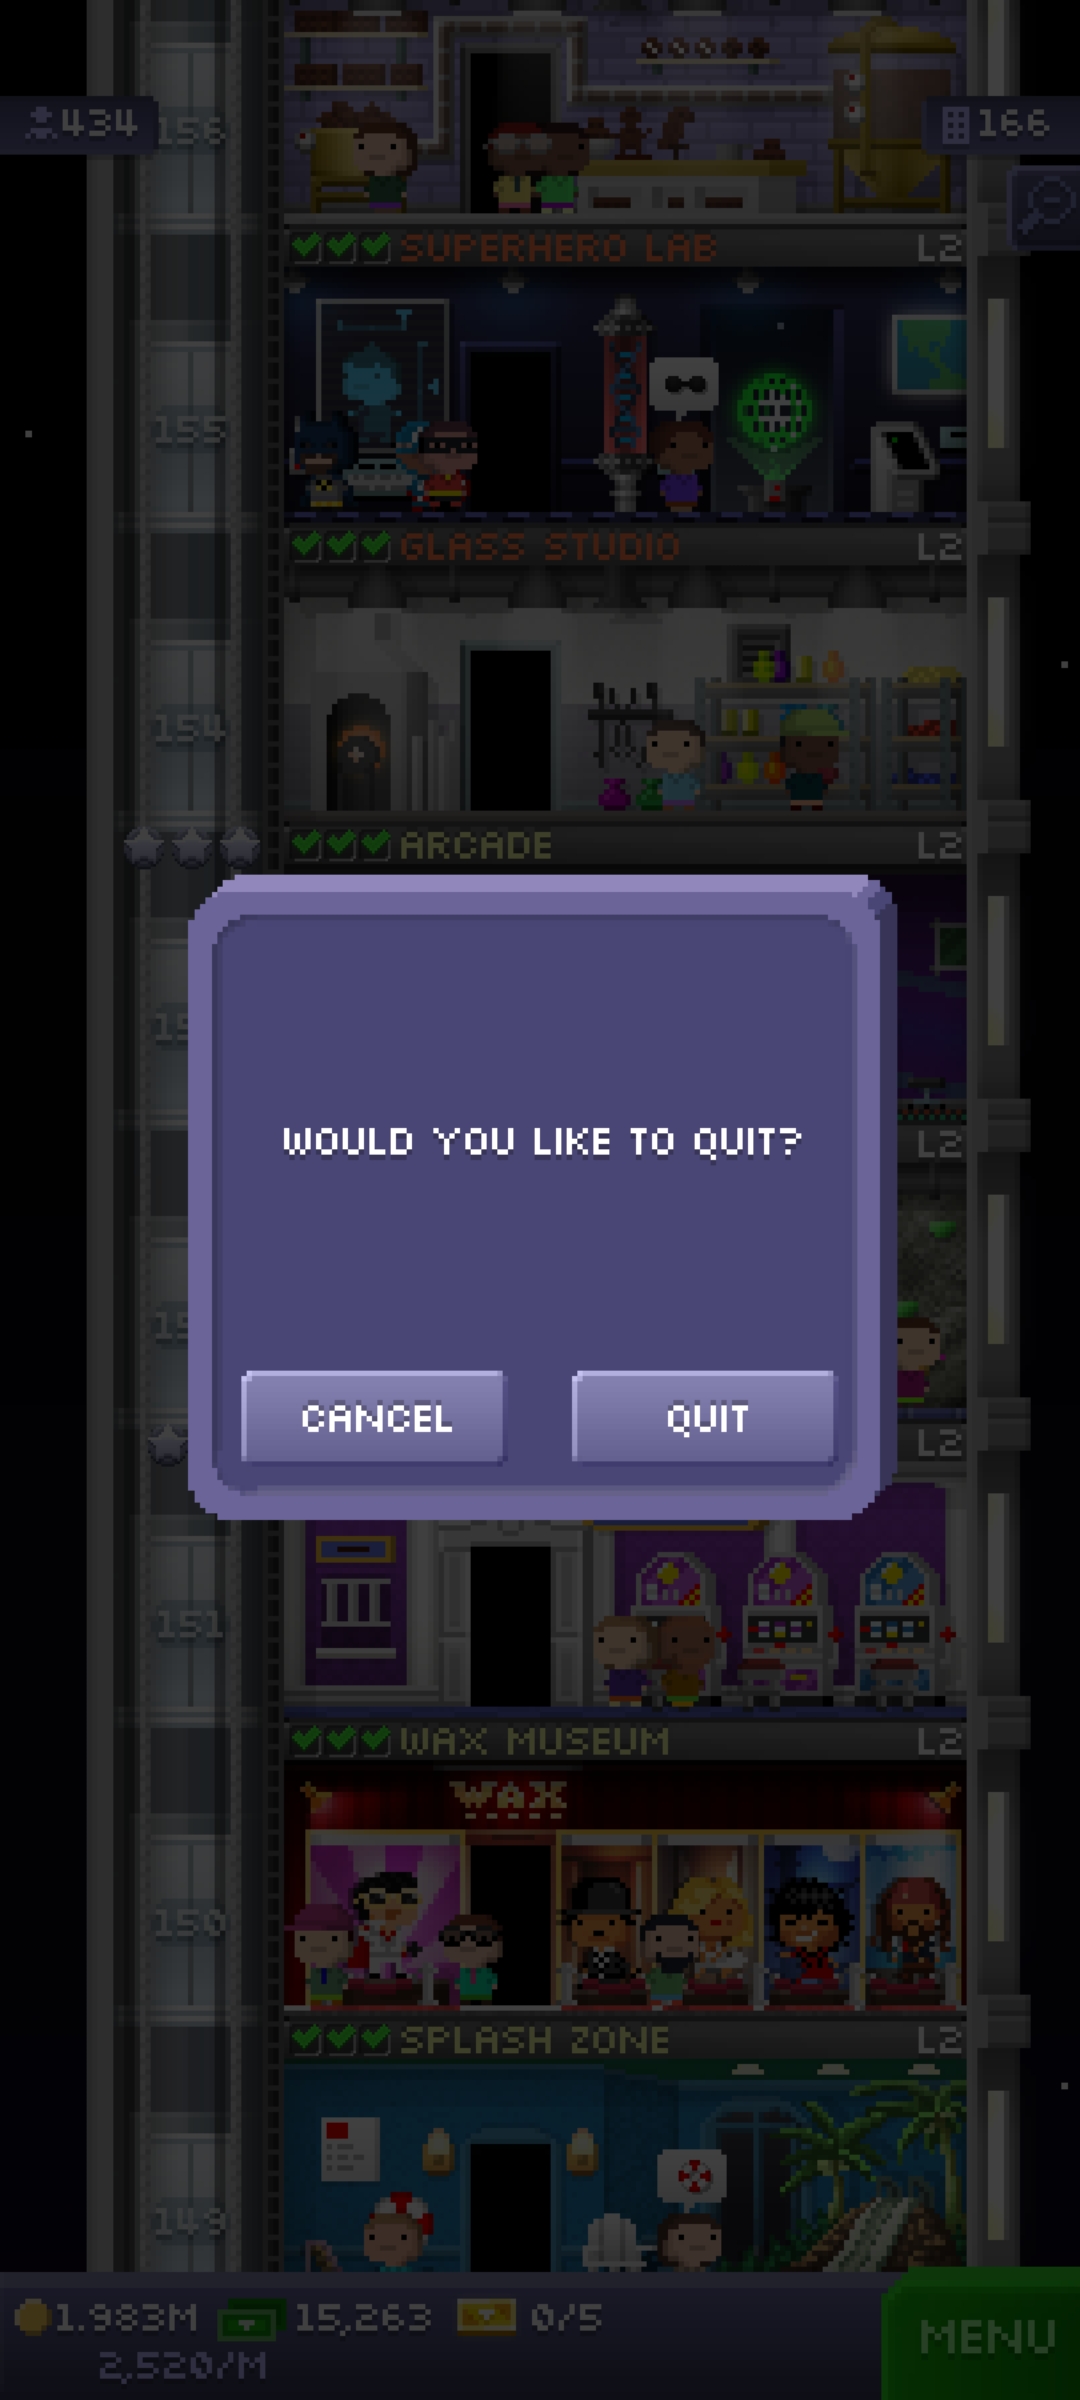 434
156
166
SUPERHERO LAB L2
155
GLASS STUDIO L2
154
ARCADE L2
L2
WOULD YOU LIKE TO QUIT?
CANCEL QUIT
L2
151
WAX MUSEUM L2
WAX
150
SPLASH ZONE L2
149
1.983M 15,263 0/5
2,520/M
MENU